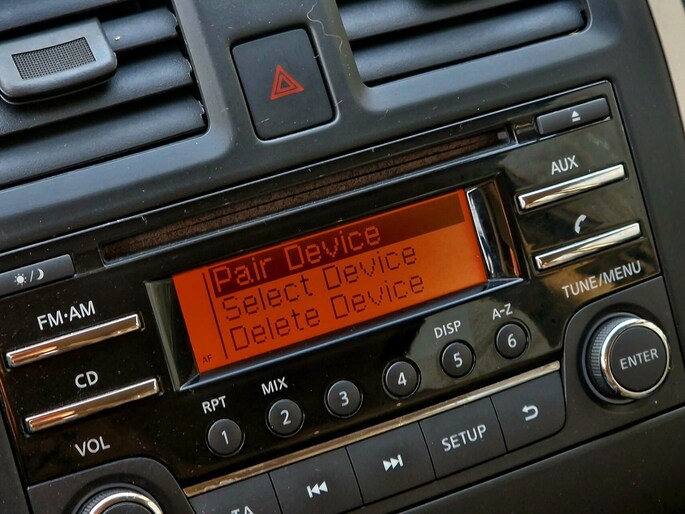 AUX
Pair Device
Select Device
Delete Device
AF
TUNE/MENU
ENTER
FM·AM
CD
VOL
DISP
A-Z
RPT
MIX
1
2
3
4
5
6
SETUP
TA